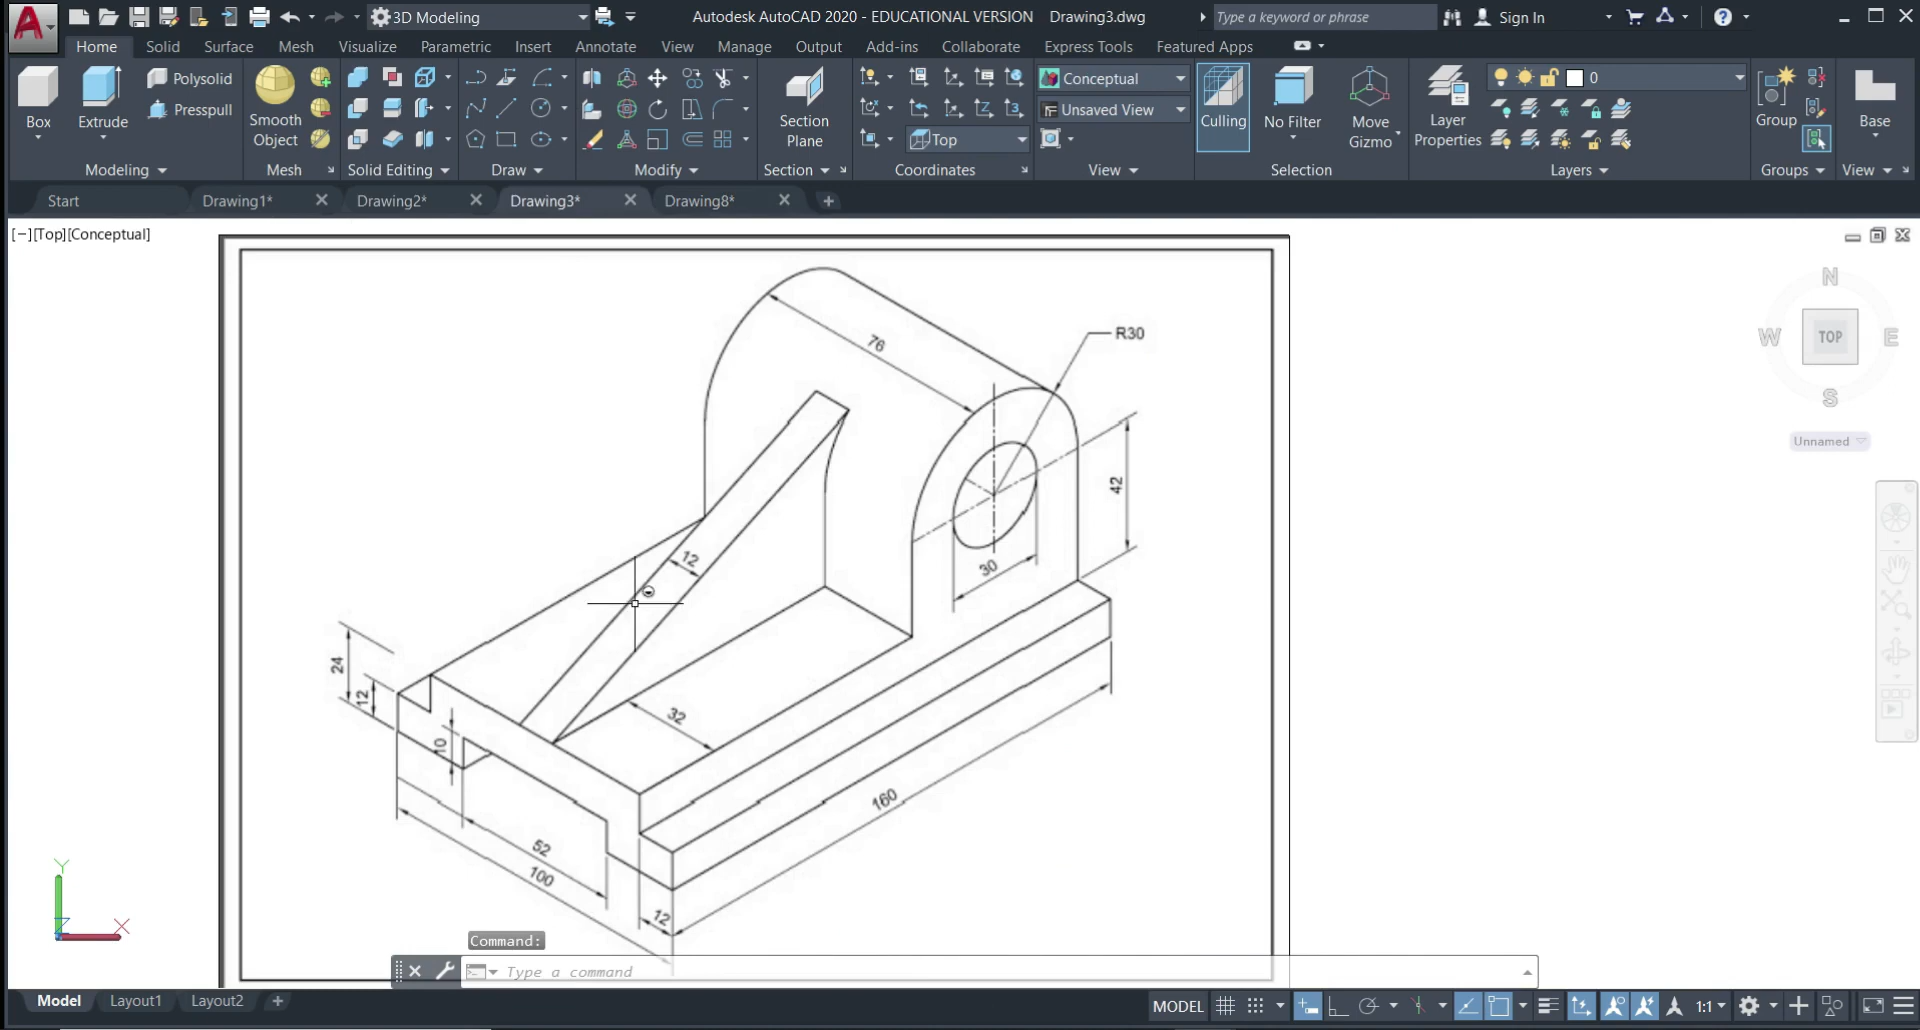 3D Modeling
Autodesk AutoCAD 2020 - EDUCATIONAL VERSION Drawing3.dwg
Type a keyword or phrase
Sign In
Home Solid Surface Mesh Visualize Parametric Insert Annotate View Manage Output Add-ins Collaborate Express Tools Featured Apps
Box
Extrude
Polysolid
Presspull
Smooth
Object
Section
Plane
Top
Conceptual
Unsaved View
Culling
No Filter
Move
Gizmo
Layer
Properties
0
Group
Base
Modeling Mesh Solid Editing Draw Modify Section Coordinates View Selection Layers Groups View
Start Drawing1* Drawing2* Drawing3* Drawing8*
[−][Top][Conceptual]
N
W TOP E
S
Unnamed
76
R30
42
30
12
24
12
10
32
160
52
100
12
Y
X
Command:
Type a command
Model Layout1 Layout2
MODEL
1:1